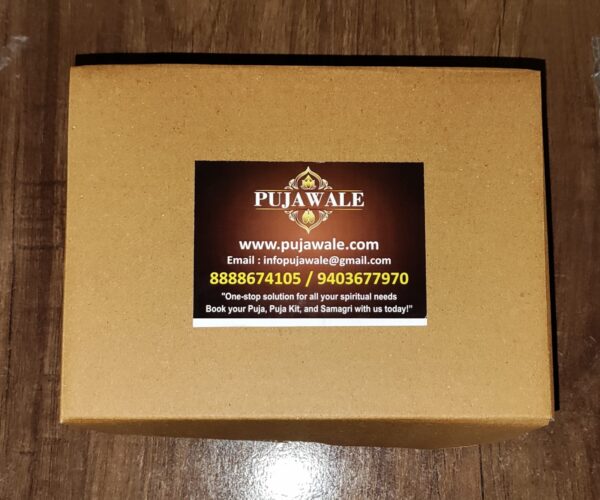 PUJAWALE
www.pujawale.com
Email : infopujawale@gmail.com
8888674105 / 9403677970
"One-stop solution for all your spiritual needs
Book your Puja, Puja Kit, and Samagri with us today!"